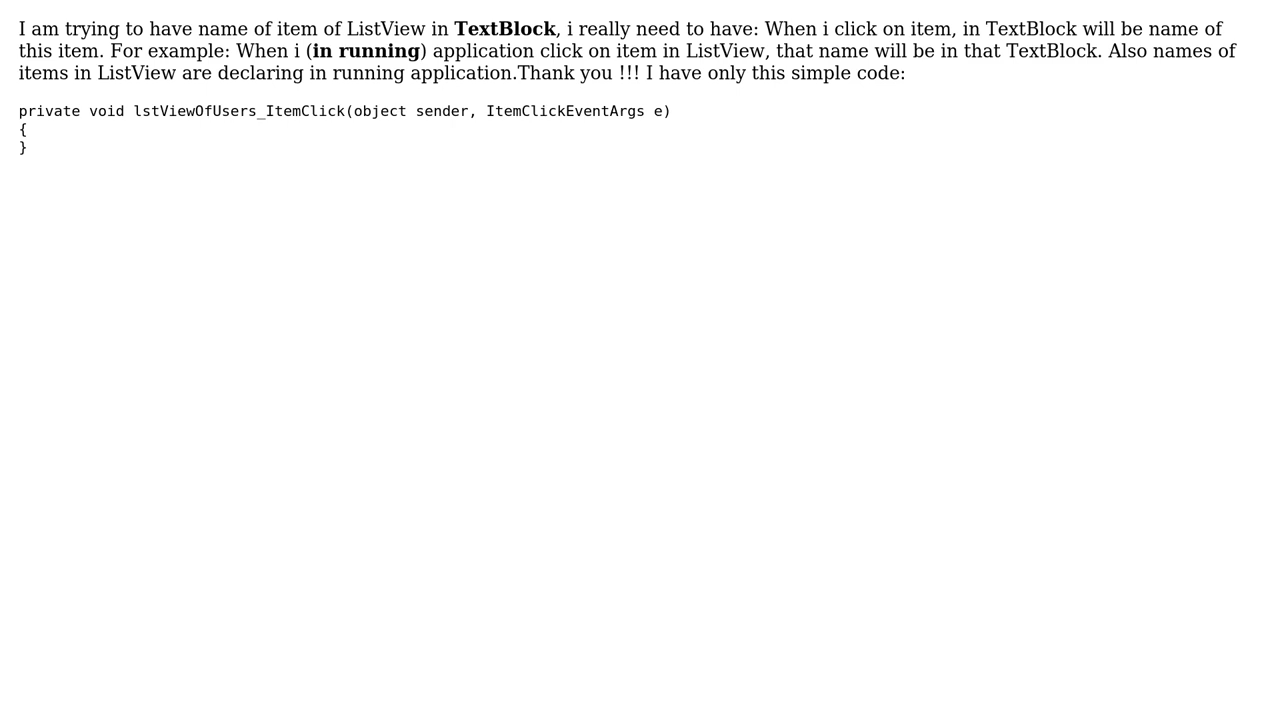 I am trying to have name of item of ListView in TextBlock, i really need to have: When i click on item, in TextBlock will be name of
this item. For example: When i (in running) application click on item in ListView, that name will be in that TextBlock. Also names of
items in ListView are declaring in running application.Thank you !!! I have only this simple code:
private void lstViewOfUsers_ItemClick(object sender, ItemClickEventArgs e)
{
}